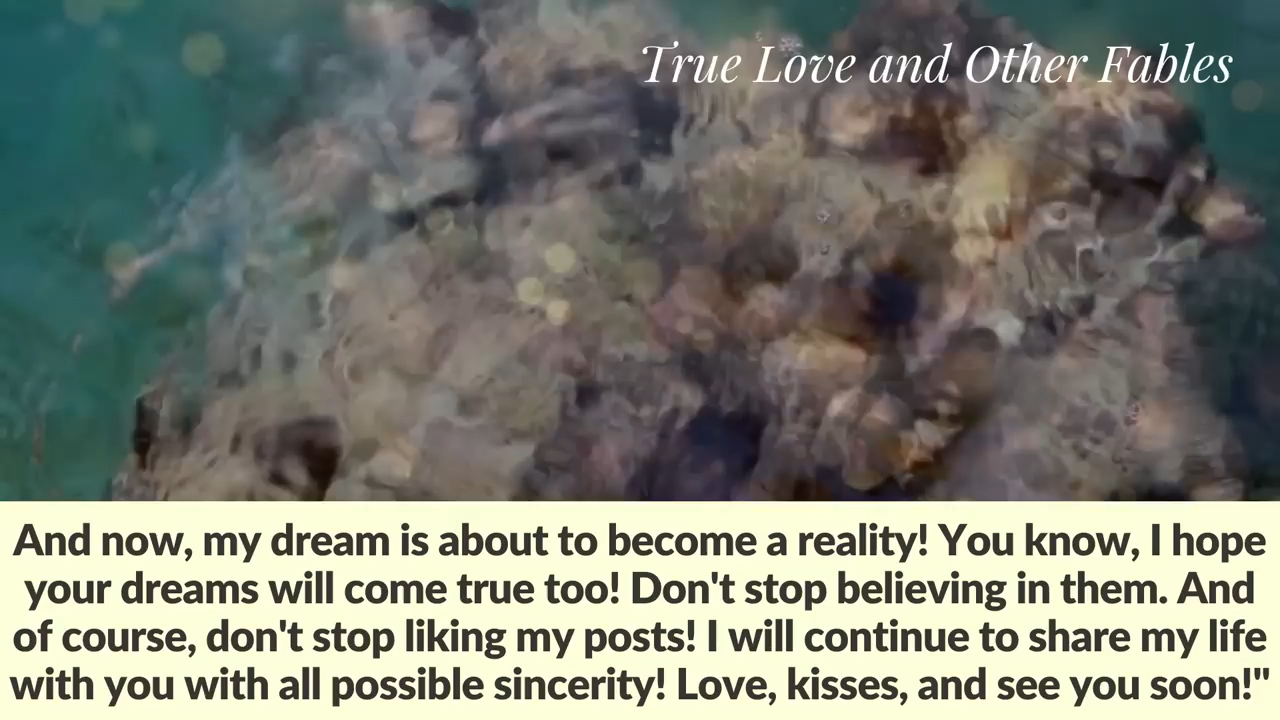 True Love and Other Fables
And now, my dream is about to become a reality! You know, I hope
your dreams will come true too! Don't stop believing in them. And
of course, don't stop liking my posts! I will continue to share my life
with you with all possible sincerity! Love, kisses, and see you soon!"